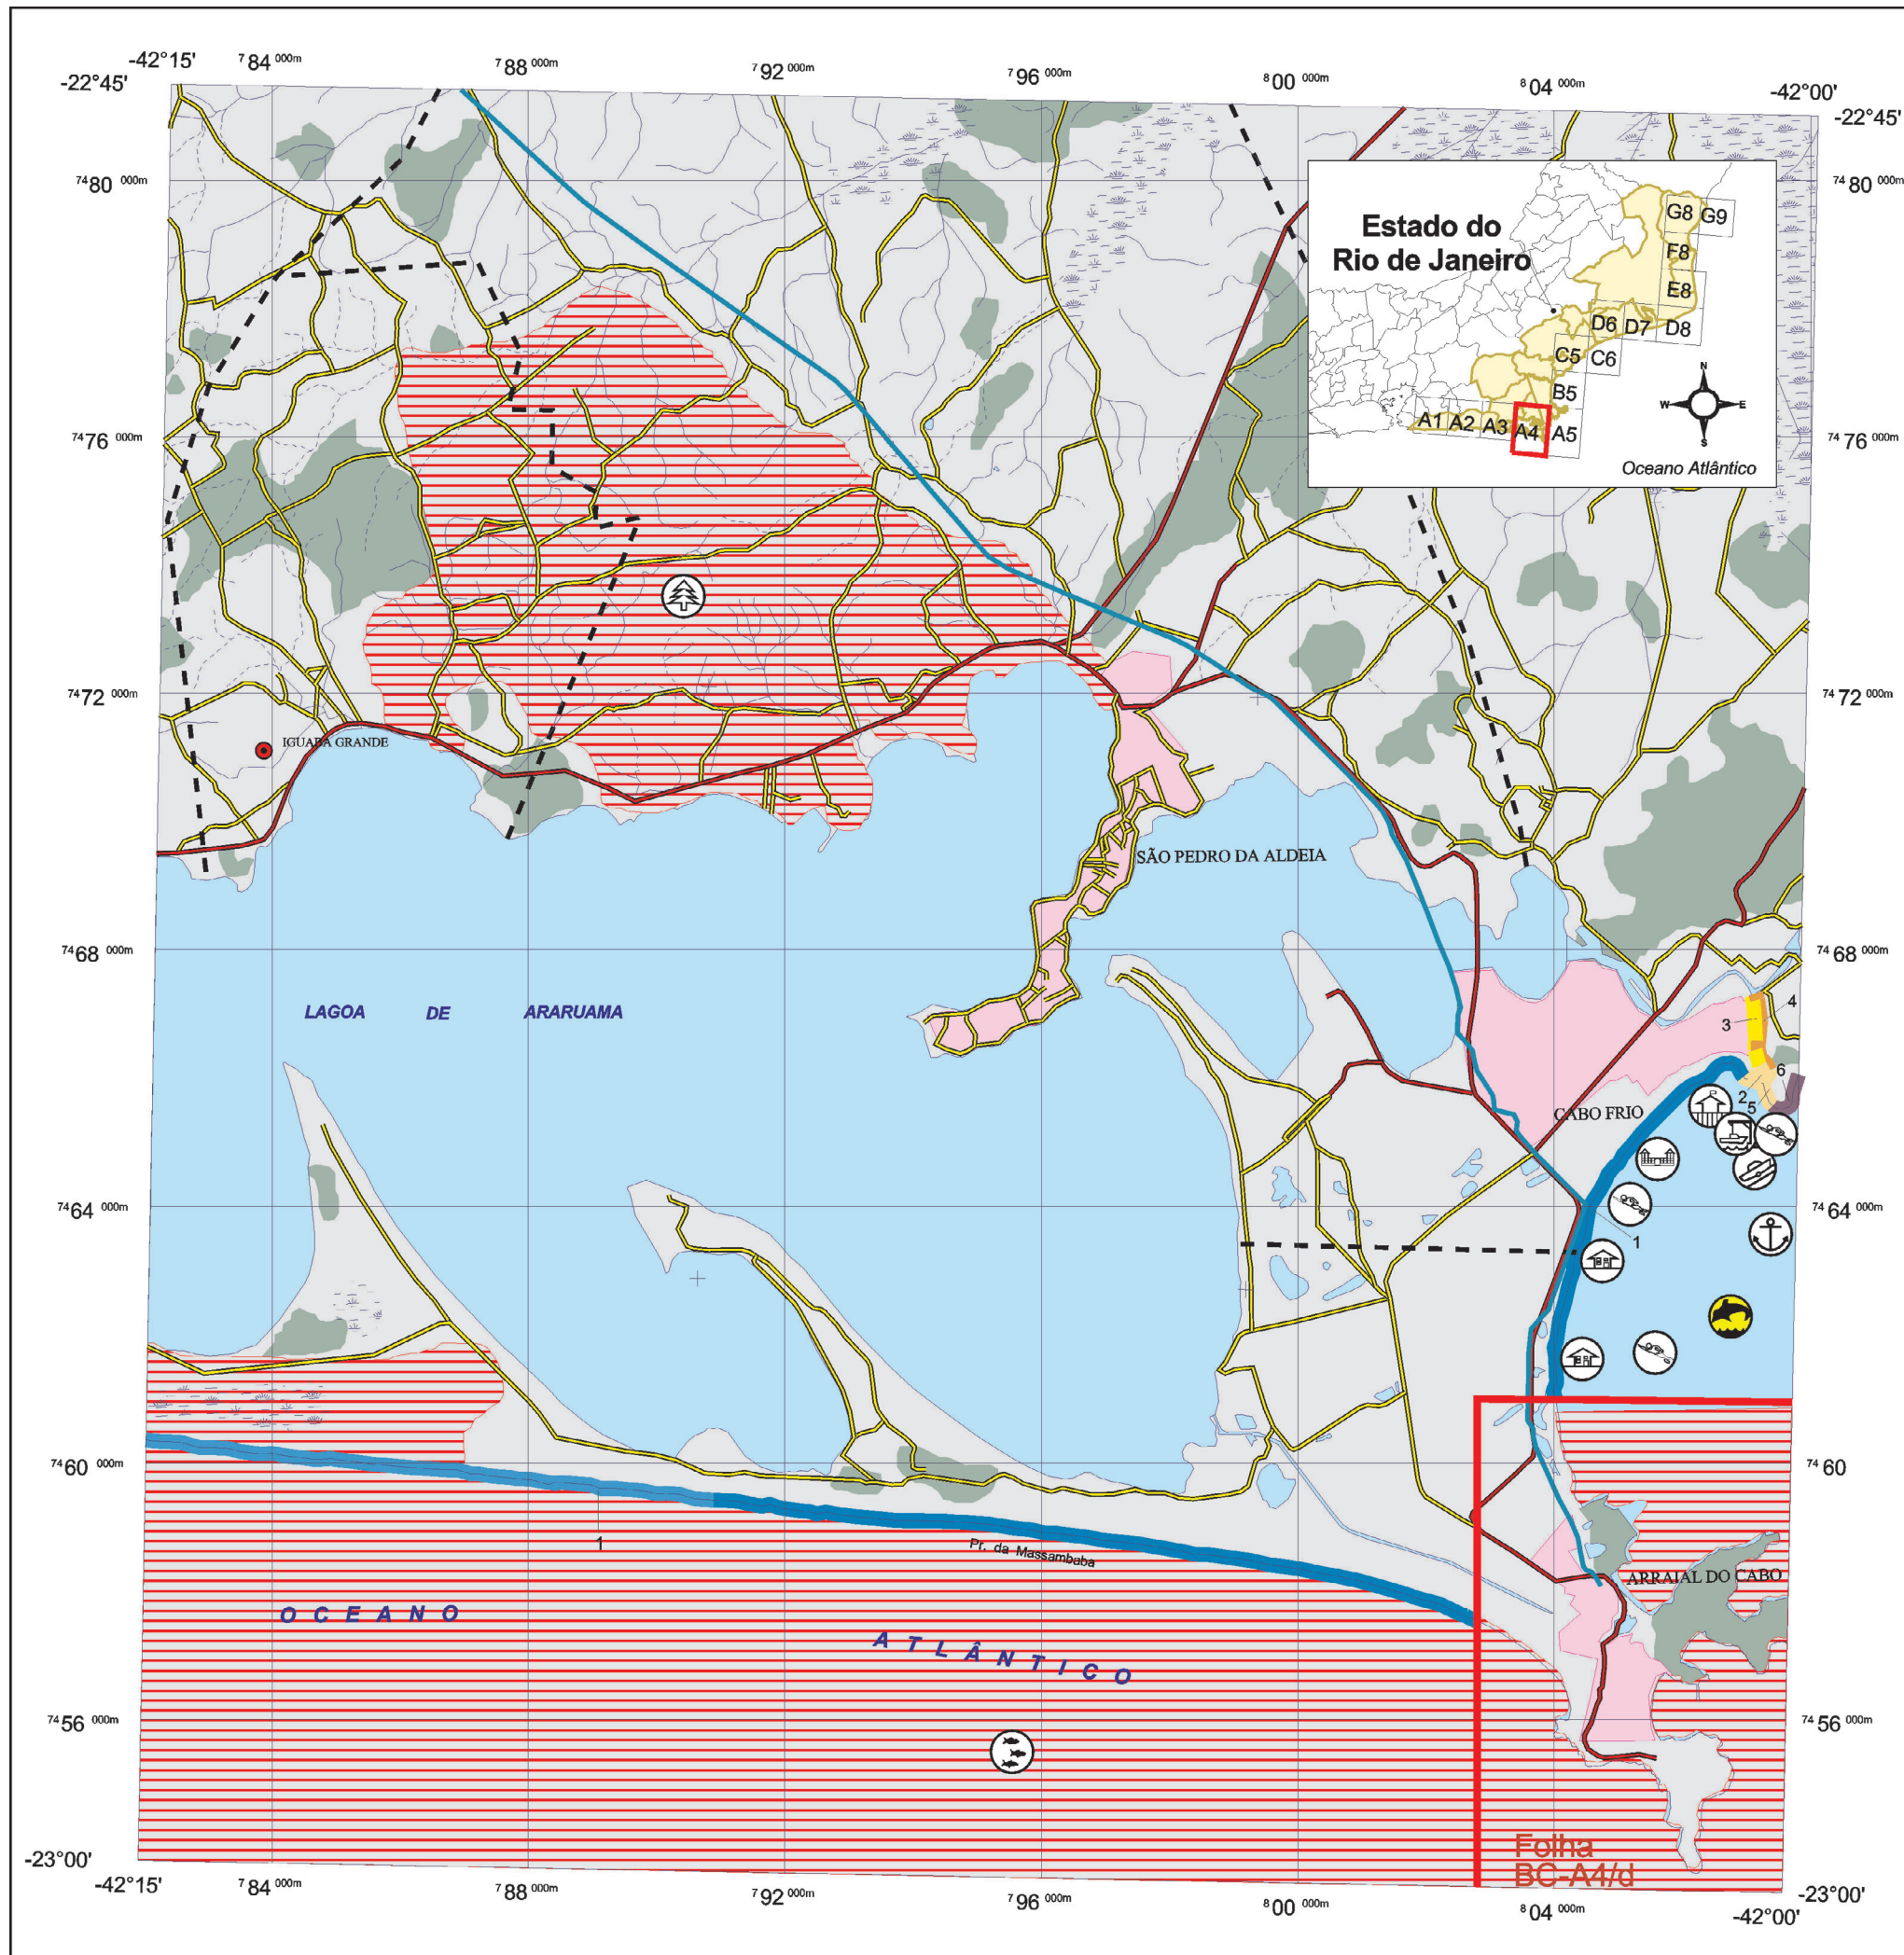 -42°15'
7 84 000m
7 88 000m
7 92 000m
7 96 000m
8 00 000m
8 04 000m
-42°00'
-22°45'
-22°45'
74 80 000m
74 80 000m
Estado do
Rio de Janeiro
G8 G9
F8
E8
D6 D7 D8
C5 C6
B5
A1 A2 A3 A4 A5
N
W E
S
Oceano Atlântico
74 76 000m
74 76 000m
74 72 000m
74 72 000m
IGUABA GRANDE
SÃO PEDRO DA ALDEIA
74 68 000m
74 68 000m
LAGOA DE ARARUAMA
4
3
6
2
5
CABO FRIO
74 64 000m
74 64 000m
1
74 60 000m
74 60
1
Pr. da Massambaba
ARRAIAL DO CABO
OCEANO
ATLÂNTICO
74 56 000m
74 56 000m
Folha
BC-A4/d
-23°00'
-23°00'
-42°15'
7 84 000m
7 88 000m
7 92 000m
7 96 000m
8 00 000m
8 04 000m
-42°00'